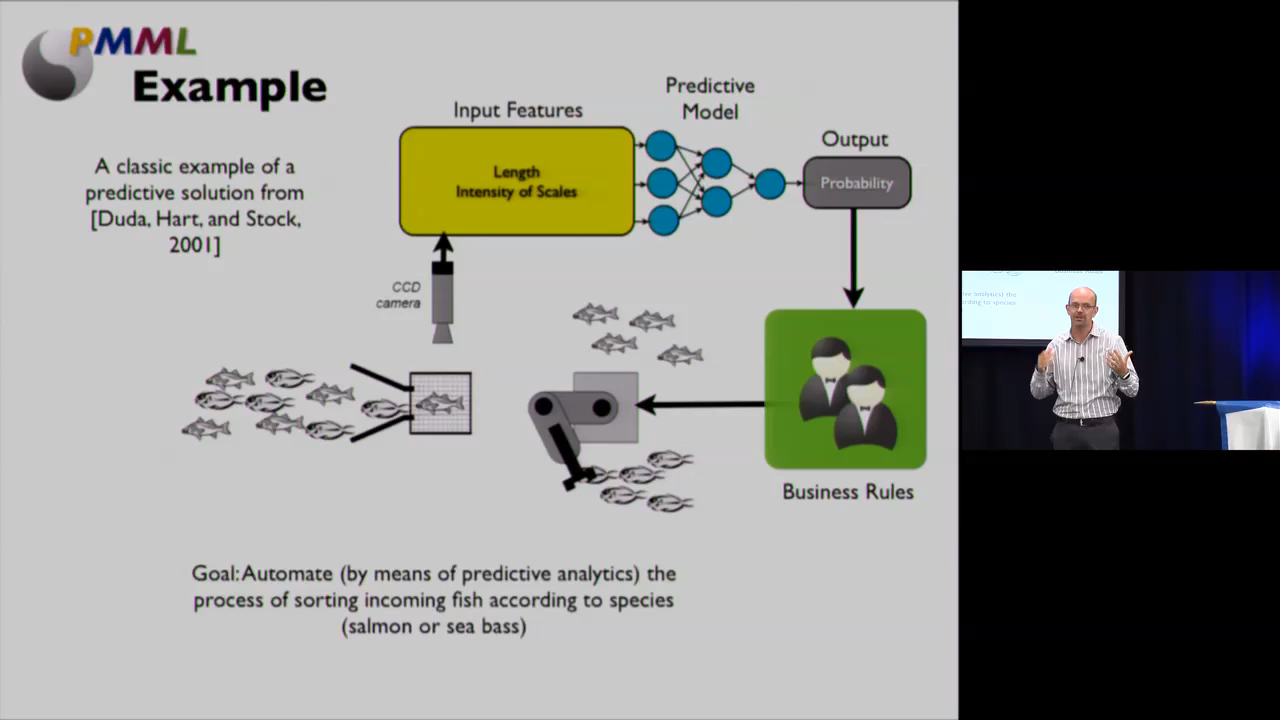 PMML
Example
A classic example of a
predictive solution from
[Duda, Hart, and Stock,
2001]
Input Features
Length
Intensity of Scales
Predictive
Model
Output
Probability
CCD
camera
Business Rules
Goal: Automate (by means of predictive analytics) the
process of sorting incoming fish according to species
(salmon or sea bass)